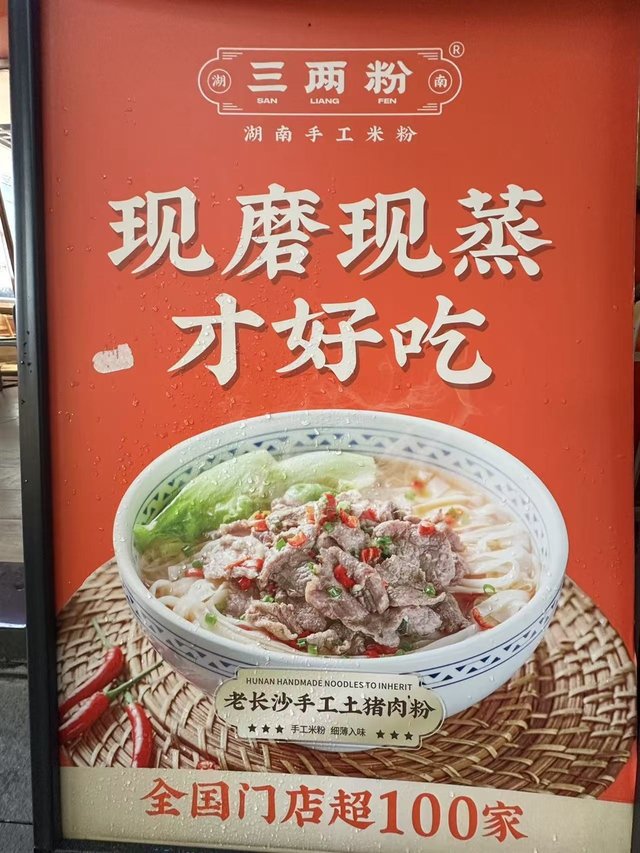 湖 三两粉 南 ®
SAN LIANG FEN
湖南手工米粉
现磨现蒸
才好吃
HUNAN HANDMADE NOODLES TO INHERIT
老长沙手工土猪肉粉
★★★ 手工米粉 细薄入味 ★★★
全国门店超100家